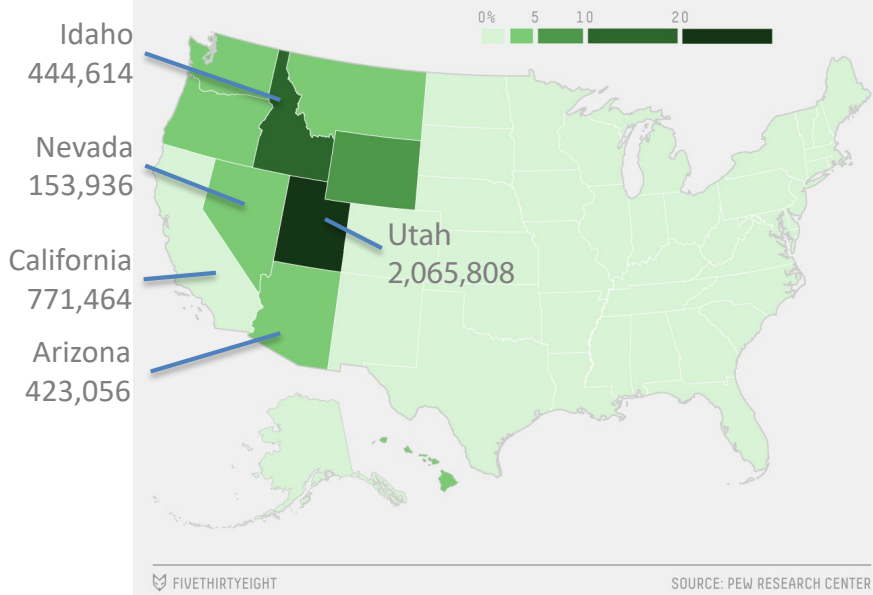 0% 5 10 20
Idaho
444,614
Nevada
153,936
California
771,464
Arizona
423,056
Utah
2,065,808
FIVETHIRTYEIGHT
SOURCE: PEW RESEARCH CENTER